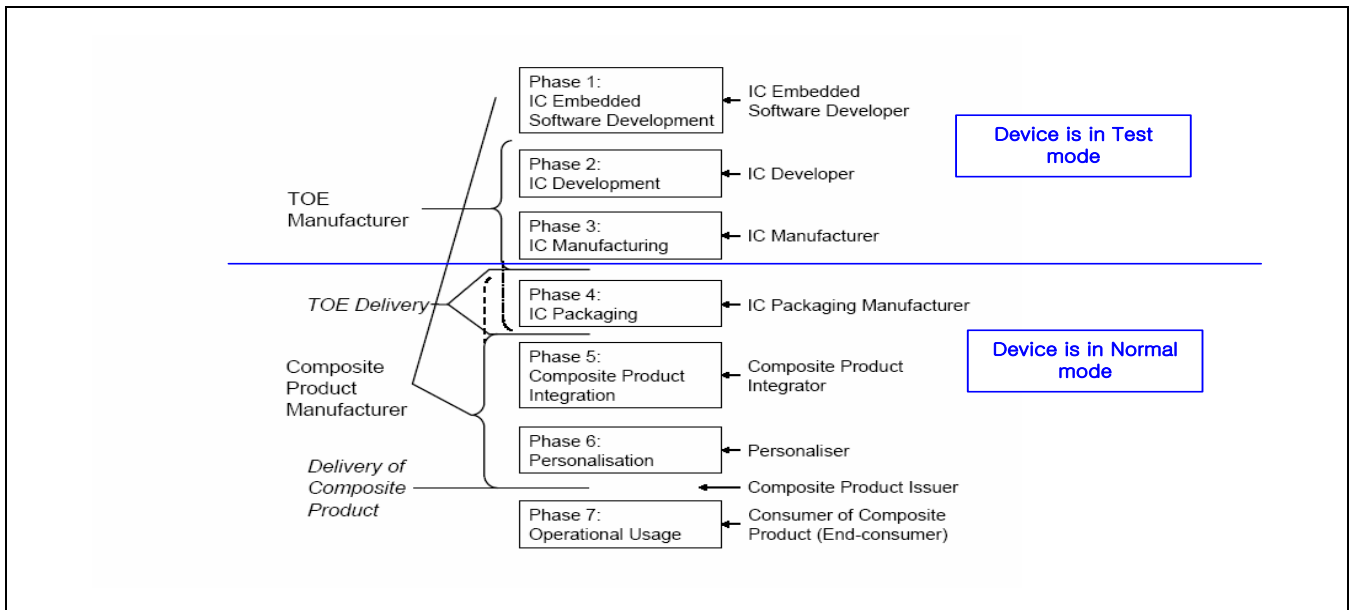 Phase 1:
IC Embedded
Software Development
IC Embedded
Software Developer
Device is in Test
mode
Phase 2:
IC Development
IC Developer
TOE
Manufacturer
Phase 3:
IC Manufacturing
IC Manufacturer
TOE Delivery
Phase 4:
IC Packaging
IC Packaging Manufacturer
Device is in Normal
mode
Composite
Product
Manufacturer
Phase 5:
Composite Product
Integration
Composite Product
Integrator
Phase 6:
Personalisation
Personaliser
Delivery of
Composite
Product
Composite Product Issuer
Phase 7:
Operational Usage
Consumer of Composite
Product (End-consumer)